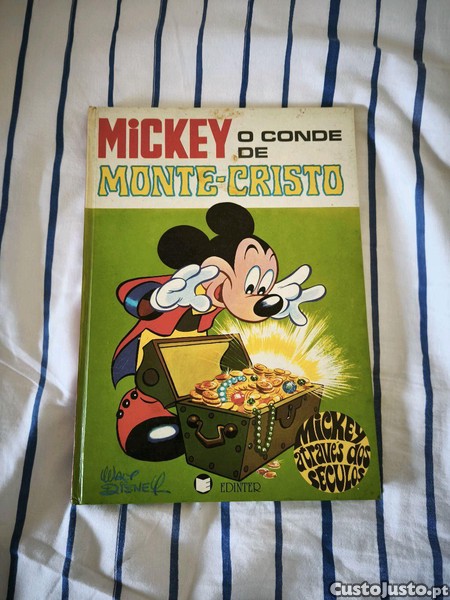 MiCKEY
O CONDE
DE
MONTE-CRISTO
MiCKEY
através dos
SÉCULOS
WALT
DISNEY
EDINTER
CustoJusto.pt